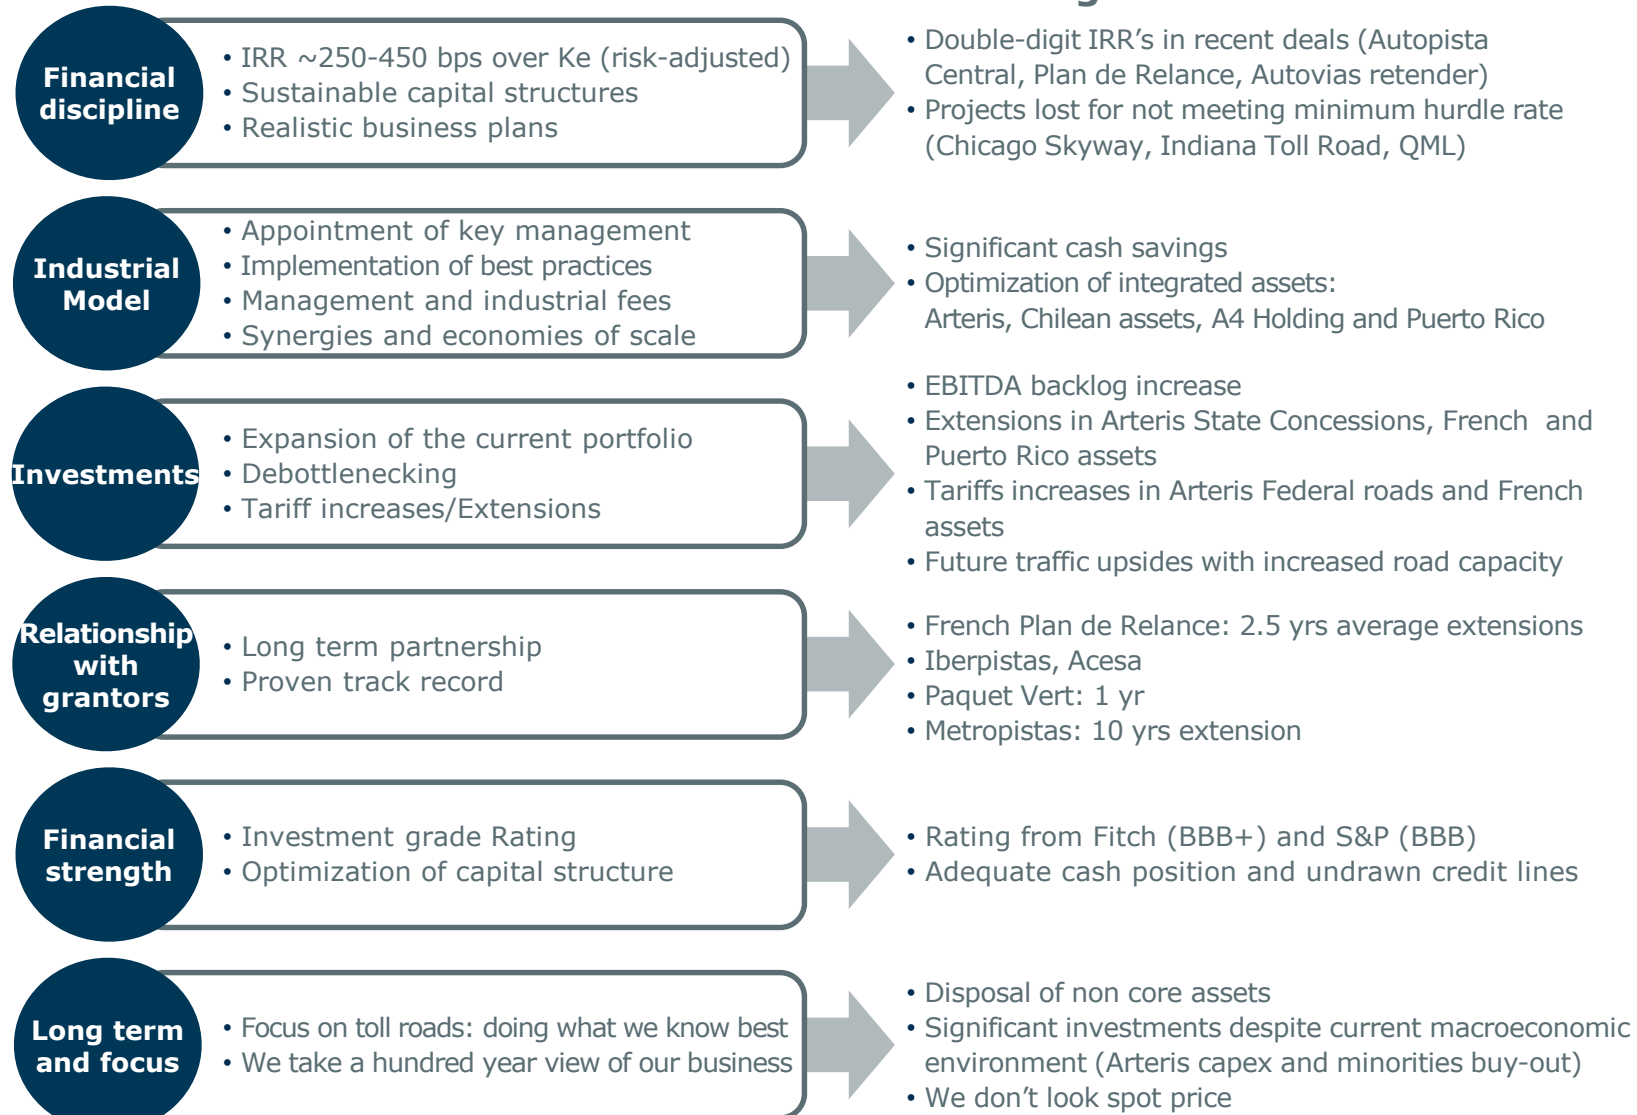 Financial
discipline
• IRR ~250-450 bps over Ke (risk-adjusted)
• Sustainable capital structures
• Realistic business plans
• Double-digit IRR’s in recent deals (Autopista
Central, Plan de Relance, Autovias retender)
• Projects lost for not meeting minimum hurdle rate
(Chicago Skyway, Indiana Toll Road, QML)
Industrial
Model
• Appointment of key management
• Implementation of best practices
• Management and industrial fees
• Synergies and economies of scale
• Significant cash savings
• Optimization of integrated assets:
Arteris, Chilean assets, A4 Holding and Puerto Rico
Investments
• Expansion of the current portfolio
• Debottlenecking
• Tariff increases/Extensions
• EBITDA backlog increase
• Extensions in Arteris State Concessions, French and
Puerto Rico assets
• Tariffs increases in Arteris Federal roads and French
assets
• Future traffic upsides with increased road capacity
Relationship
with
grantors
• Long term partnership
• Proven track record
• French Plan de Relance: 2.5 yrs average extensions
• Iberpistas, Acesa
• Paquet Vert: 1 yr
• Metropistas: 10 yrs extension
Financial
strength
• Investment grade Rating
• Optimization of capital structure
• Rating from Fitch (BBB+) and S&P (BBB)
• Adequate cash position and undrawn credit lines
Long term
and focus
• Focus on toll roads: doing what we know best
• We take a hundred year view of our business
• Disposal of non core assets
• Significant investments despite current macroeconomic
environment (Arteris capex and minorities buy-out)
• We don’t look spot price